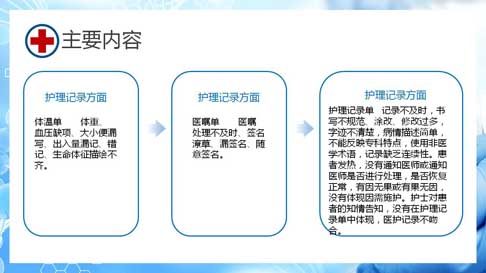 主要内容
护理记录方面
体温单　　体重、
血压缺项、大小便漏
写、出入量漏记、错
记、生命体征描绘不
齐。
护理记录方面
医嘱单　　医嘱
处理不及时、签名
潦草、漏签名、随
意签名。
护理记录方面
护理记录单　记录不及时，书
写不规范、涂改、修改过多，
字迹不清楚，病情描述简单，
不能反映专科特点，使用非医
学术语，记录缺乏连续性。患
者发热，没有通知医师或通知
医师是否进行处理，是否恢复
正常，有因无果或有果无因，
没有体现因需施护。护士对患
者的知情告知，没有在护理记
录单中体现，医护记录不吻
合。